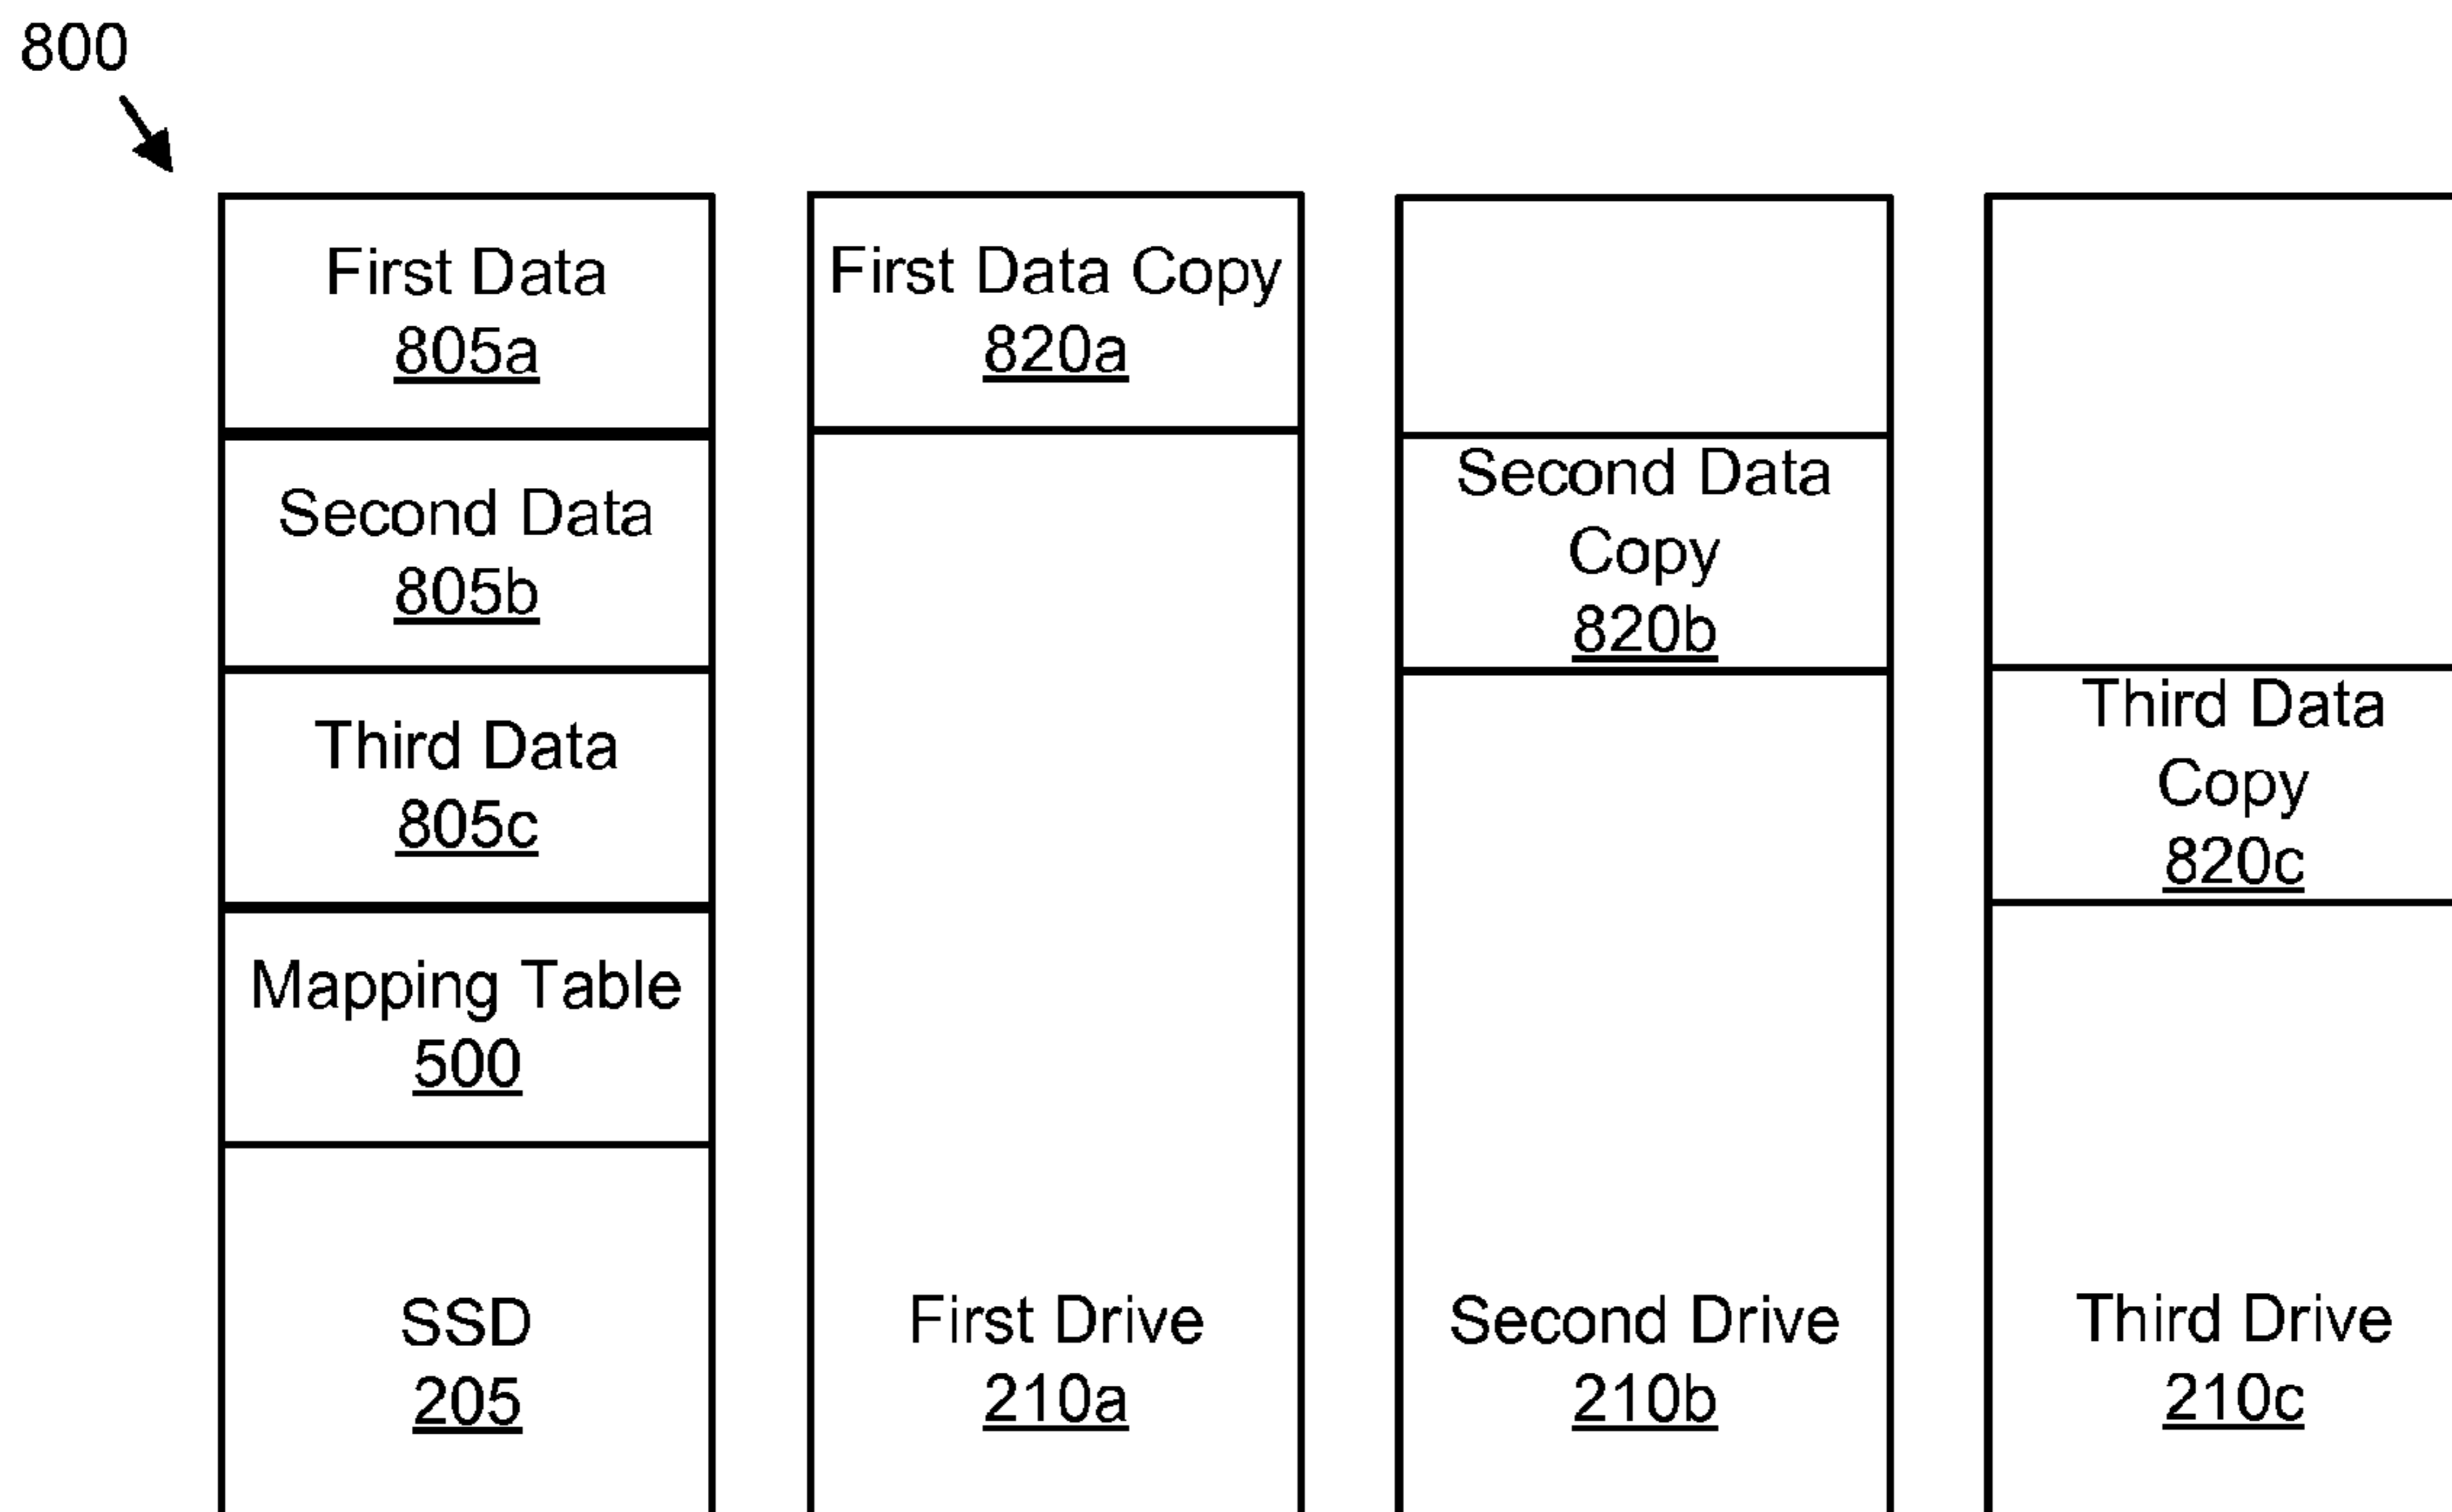 800
First Data
805a
Second Data
805b
Third Data
805c
Mapping Table
500
SSD
205
First Data Copy
820a
First Drive
210a
Second Data
Copy
820b
Second Drive
210b
Third Data
Copy
820c
Third Drive
210c